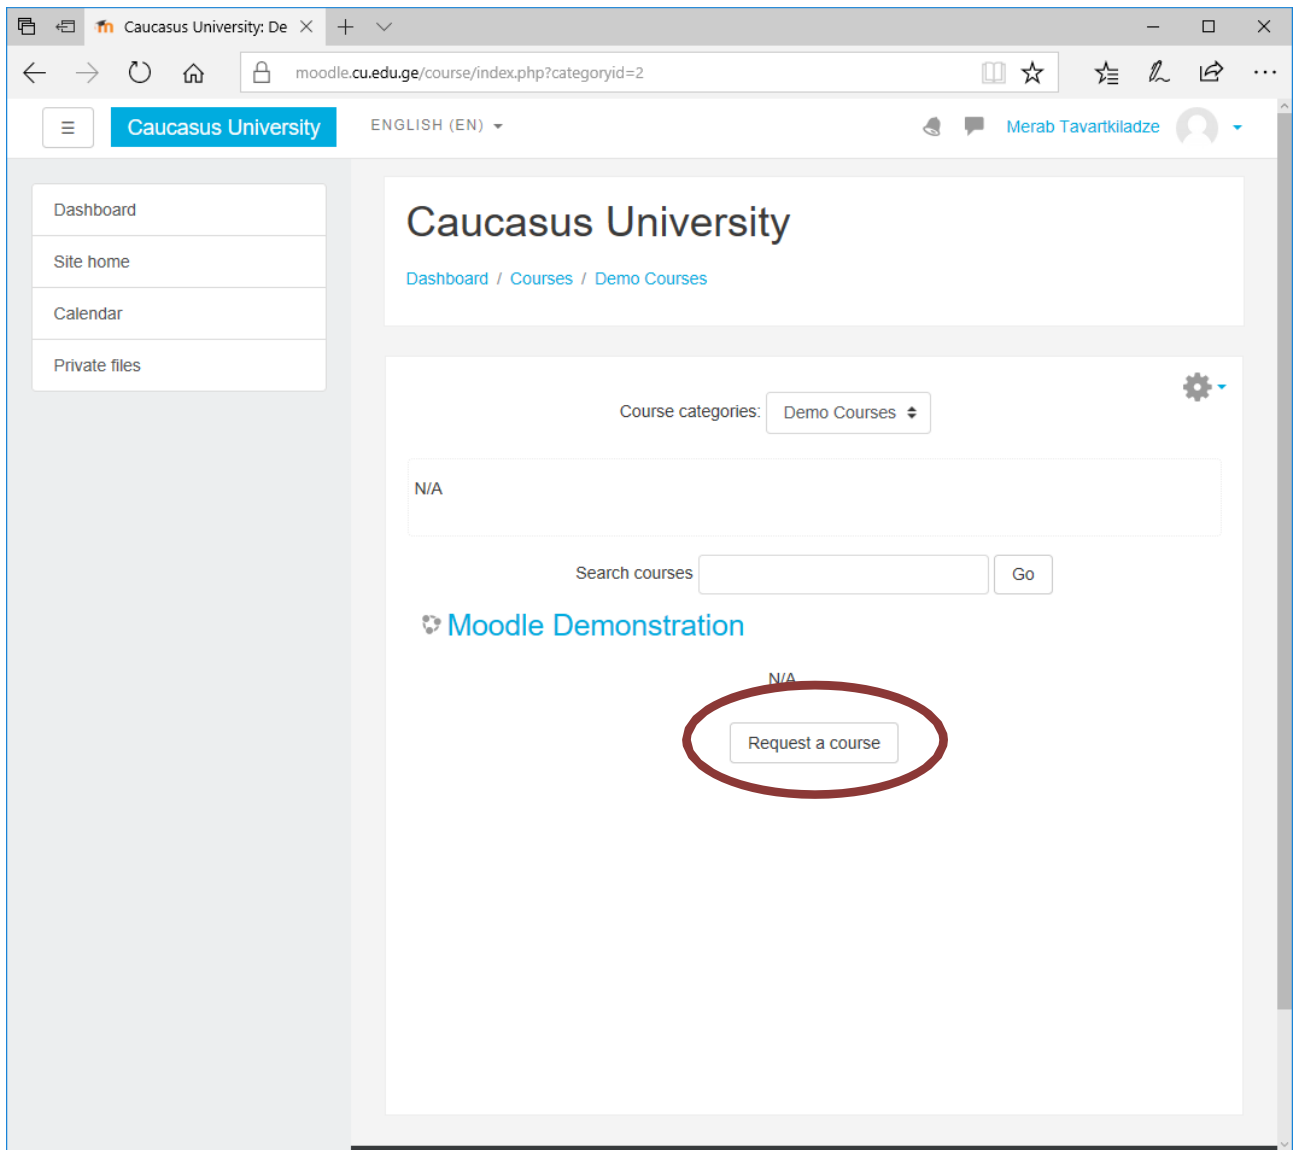 Caucasus University: De
moodle.cu.edu.ge/course/index.php?categoryid=2
Caucasus University
ENGLISH (EN)
Merab Tavartkiladze
Dashboard
Site home
Calendar
Private files
Caucasus University
Dashboard / Courses / Demo Courses
Course categories: Demo Courses
N/A
Search courses Go
Moodle Demonstration
N/A
Request a course